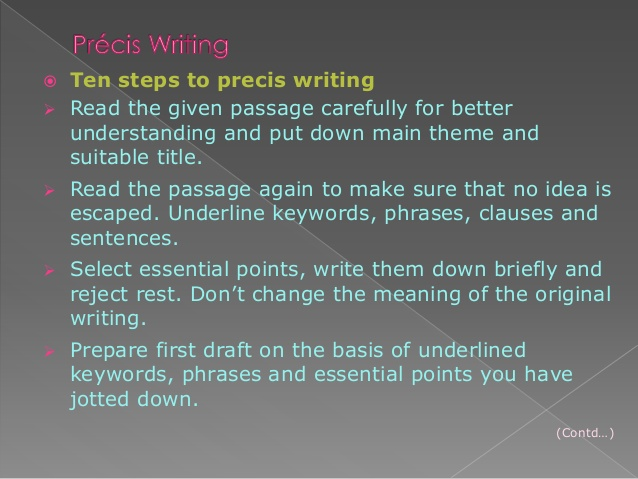 Précis Writing
Ten steps to precis writing
Read the given passage carefully for better
understanding and put down main theme and
suitable title.
Read the passage again to make sure that no idea is
escaped. Underline keywords, phrases, clauses and
sentences.
Select essential points, write them down briefly and
reject rest. Don’t change the meaning of the original
writing.
Prepare first draft on the basis of underlined
keywords, phrases and essential points you have
jotted down.
(Contd…)